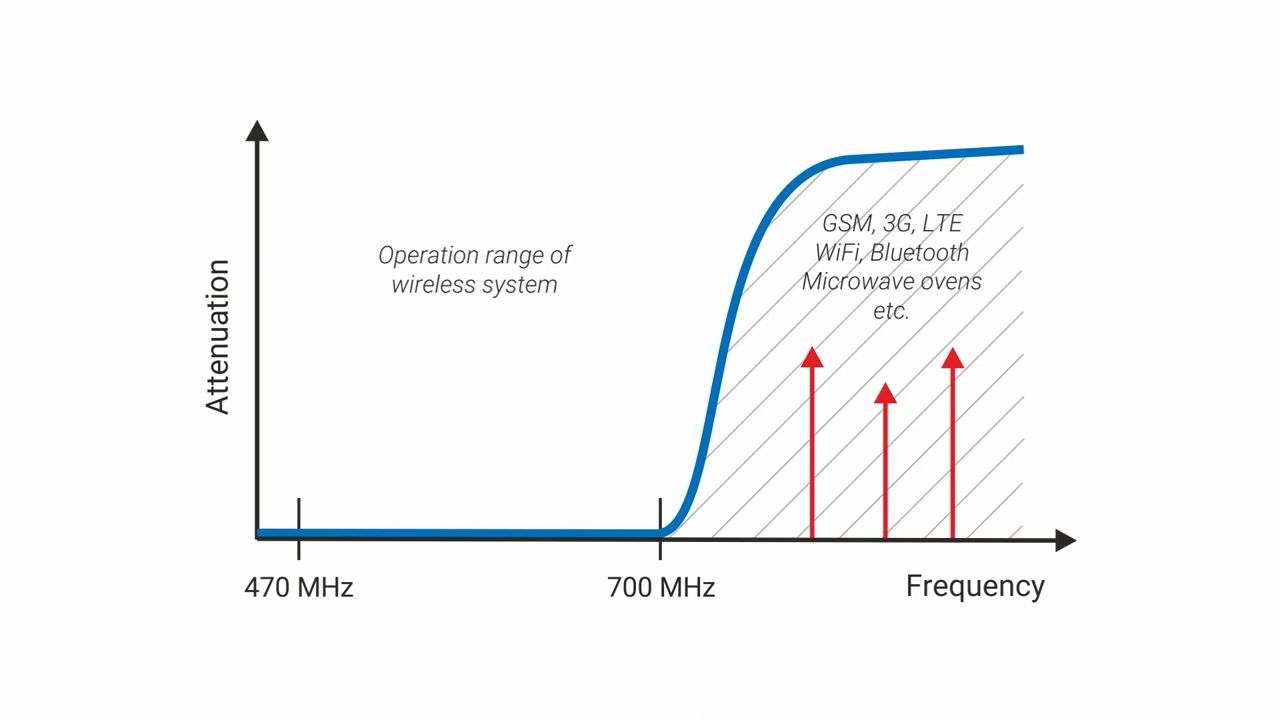 Attenuation
Operation range of
wireless system
GSM, 3G, LTE
WiFi, Bluetooth
Microwave ovens
etc.
470 MHz
700 MHz
Frequency